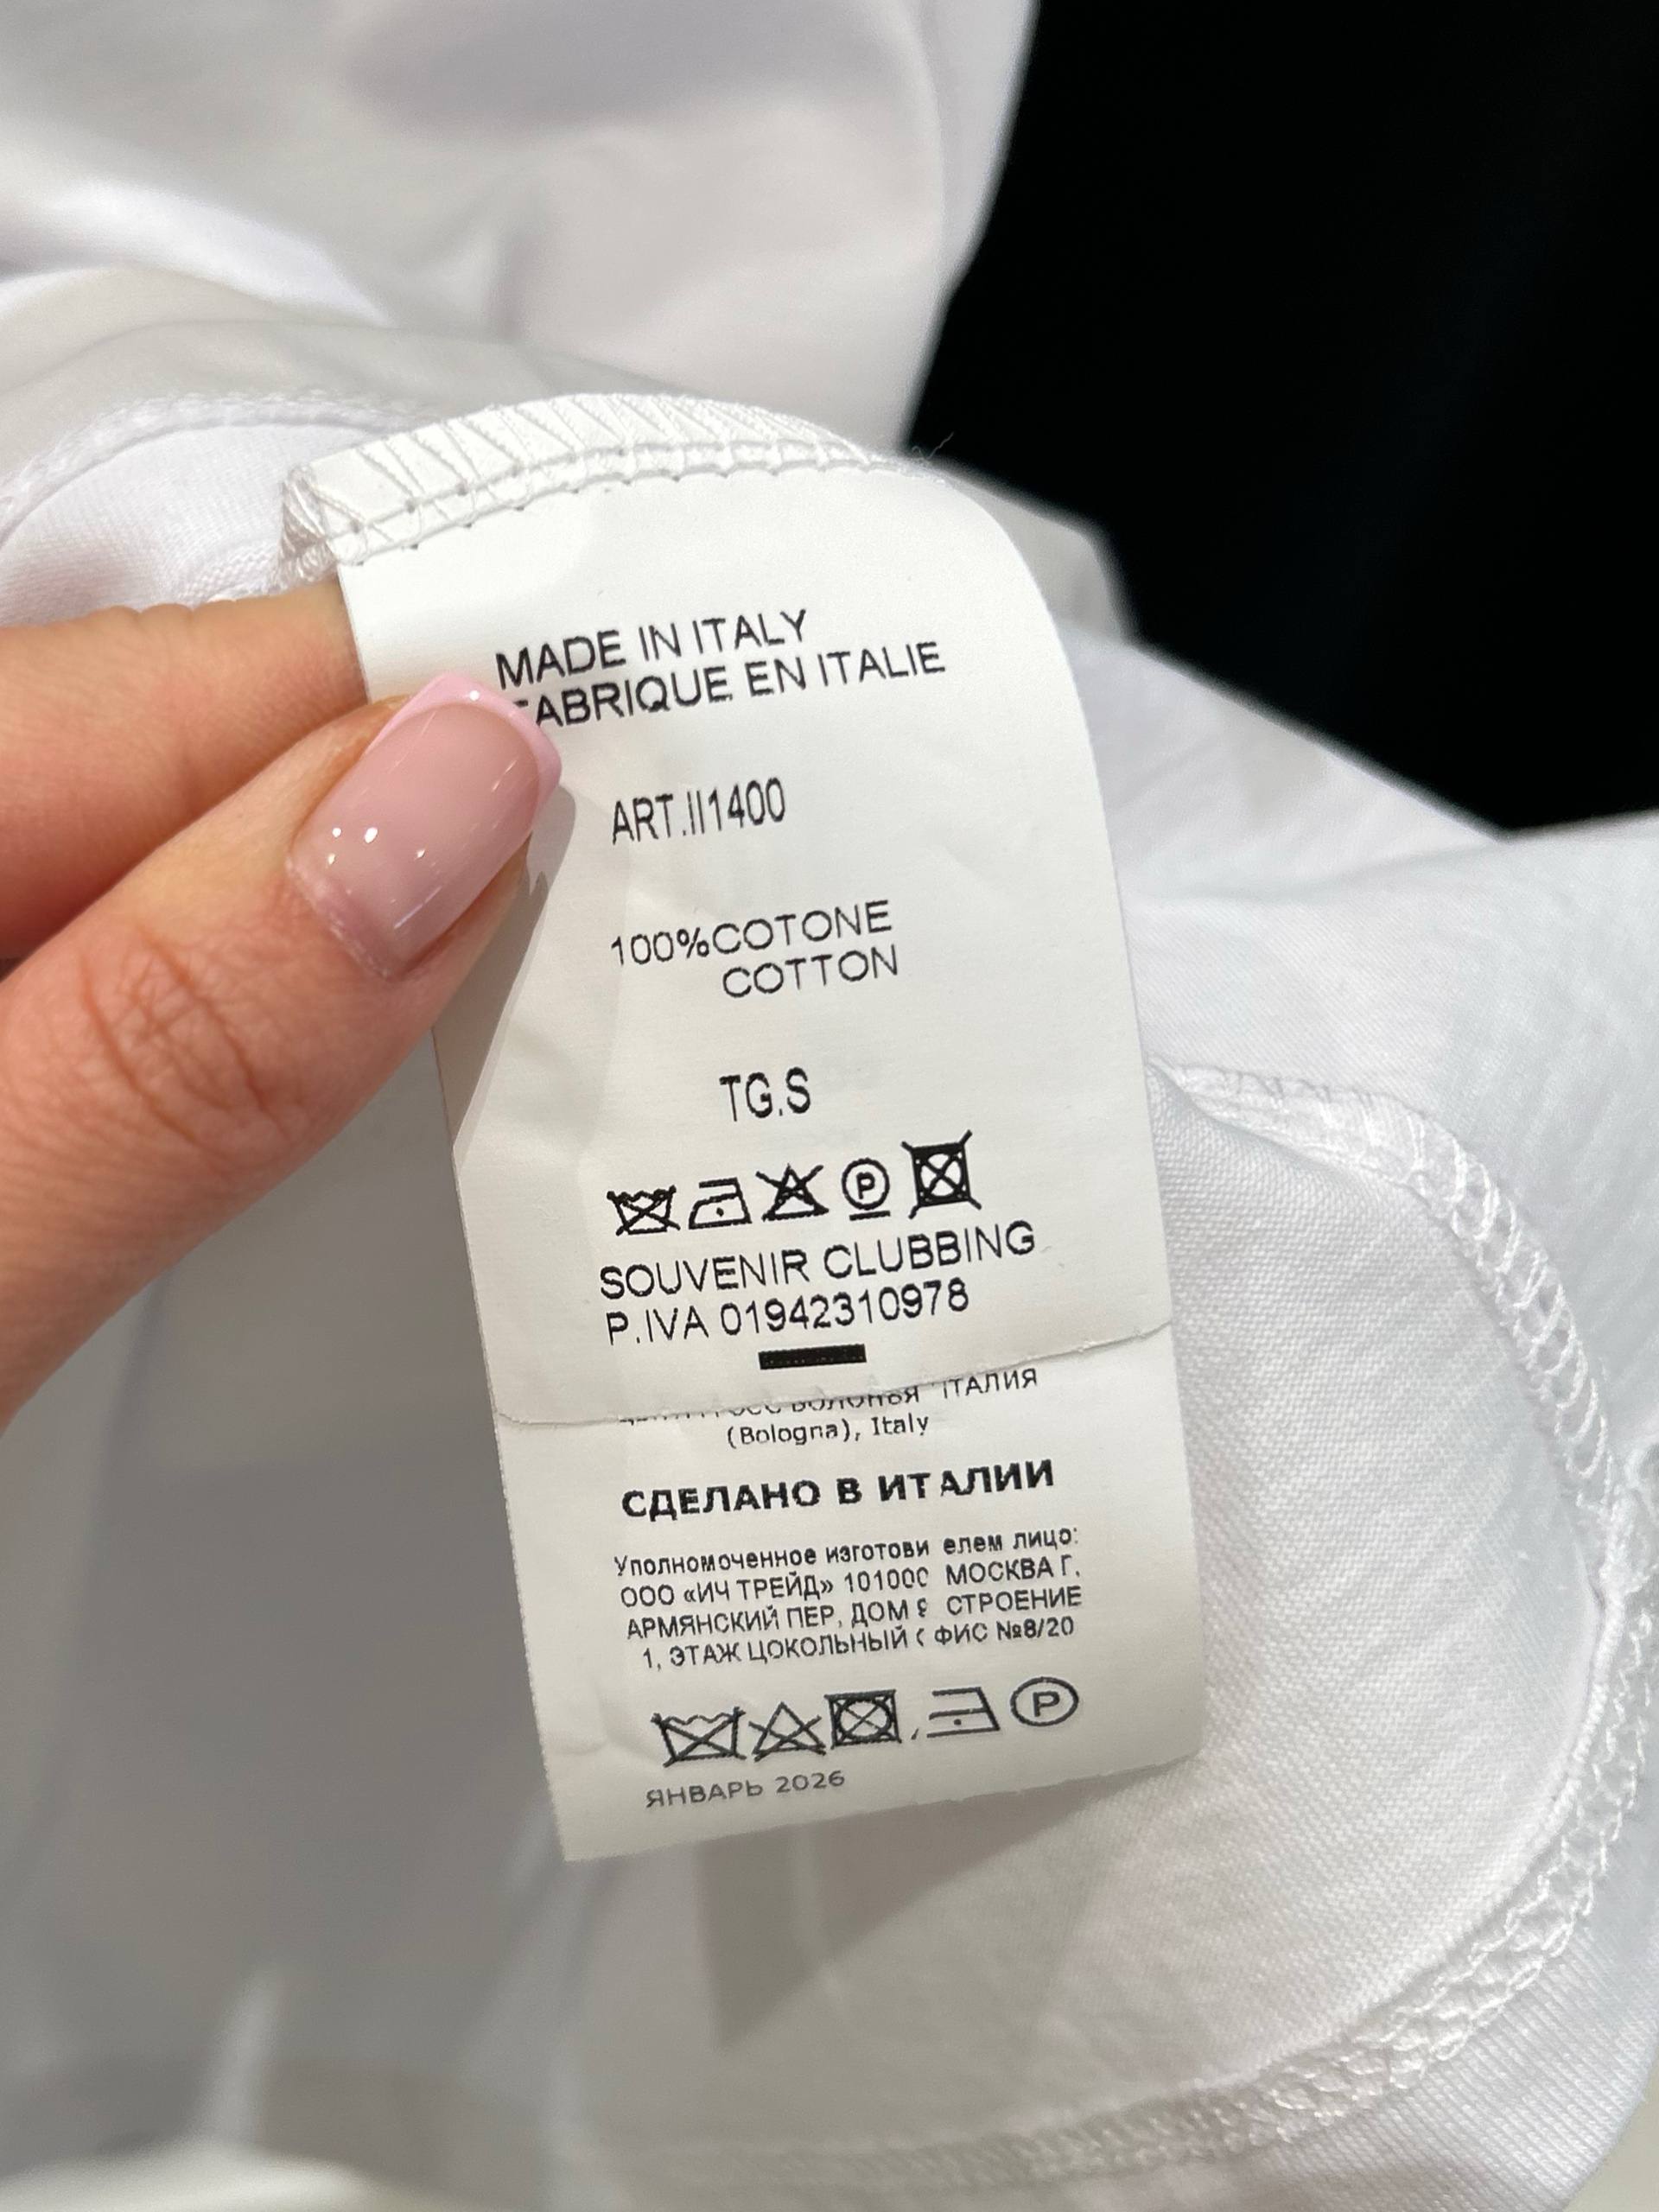 MADE IN ITALY
FABRIQUE EN ITALIE
ART.II1400
100%COTONE
COTTON
TG.S
P
SOUVENIR CLUBBING
P.IVA 01942310978
ИТАЛИЯ
(Bologna), Italy
СДЕЛАНО В ИТАЛИИ
Уполномоченное изготови елем лицо:
ООО «ИЧ ТРЕЙД» 101000 МОСКВА Г,
АРМЯНСКИЙ ПЕР, ДОМ СТРОЕНИЕ
1, ЭТАЖ ЦОКОЛЬНЫЙ ФИС №8/20
P
ЯНВАРЬ 2026